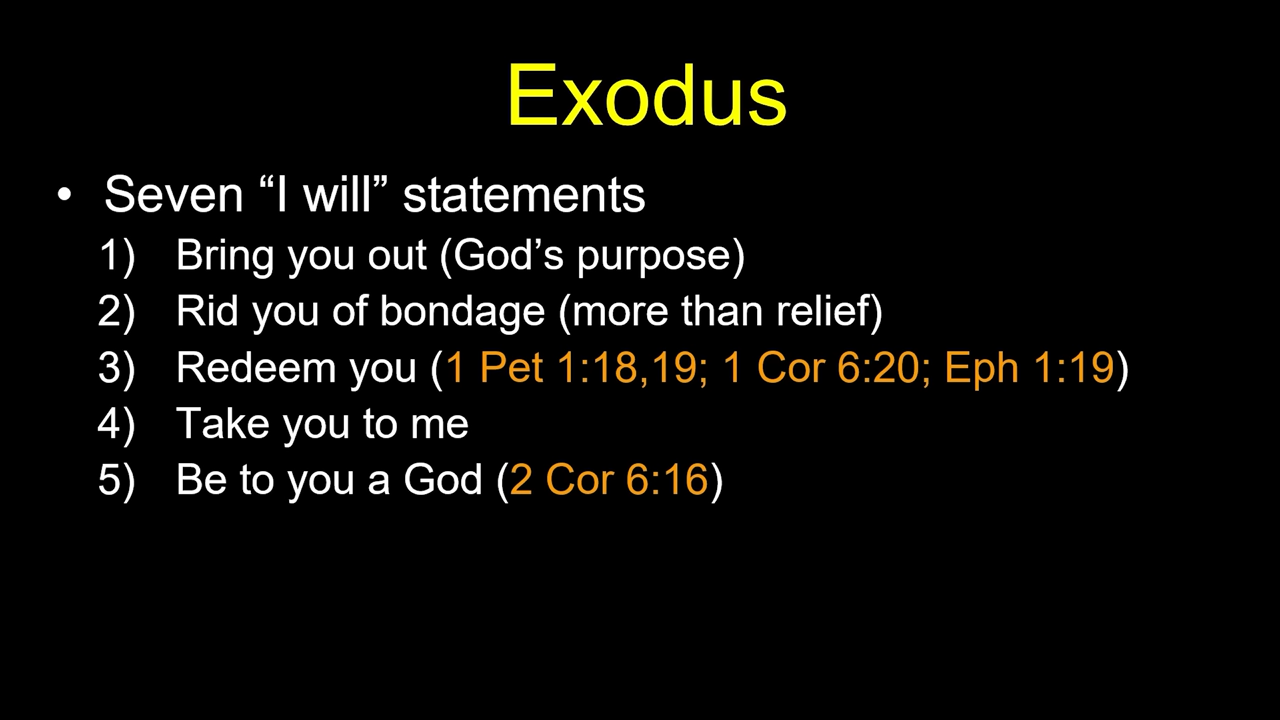 Exodus
• Seven “I will” statements
1) Bring you out (God’s purpose)
2) Rid you of bondage (more than relief)
3) Redeem you (1 Pet 1:18,19; 1 Cor 6:20; Eph 1:19)
4) Take you to me
5) Be to you a God (2 Cor 6:16)